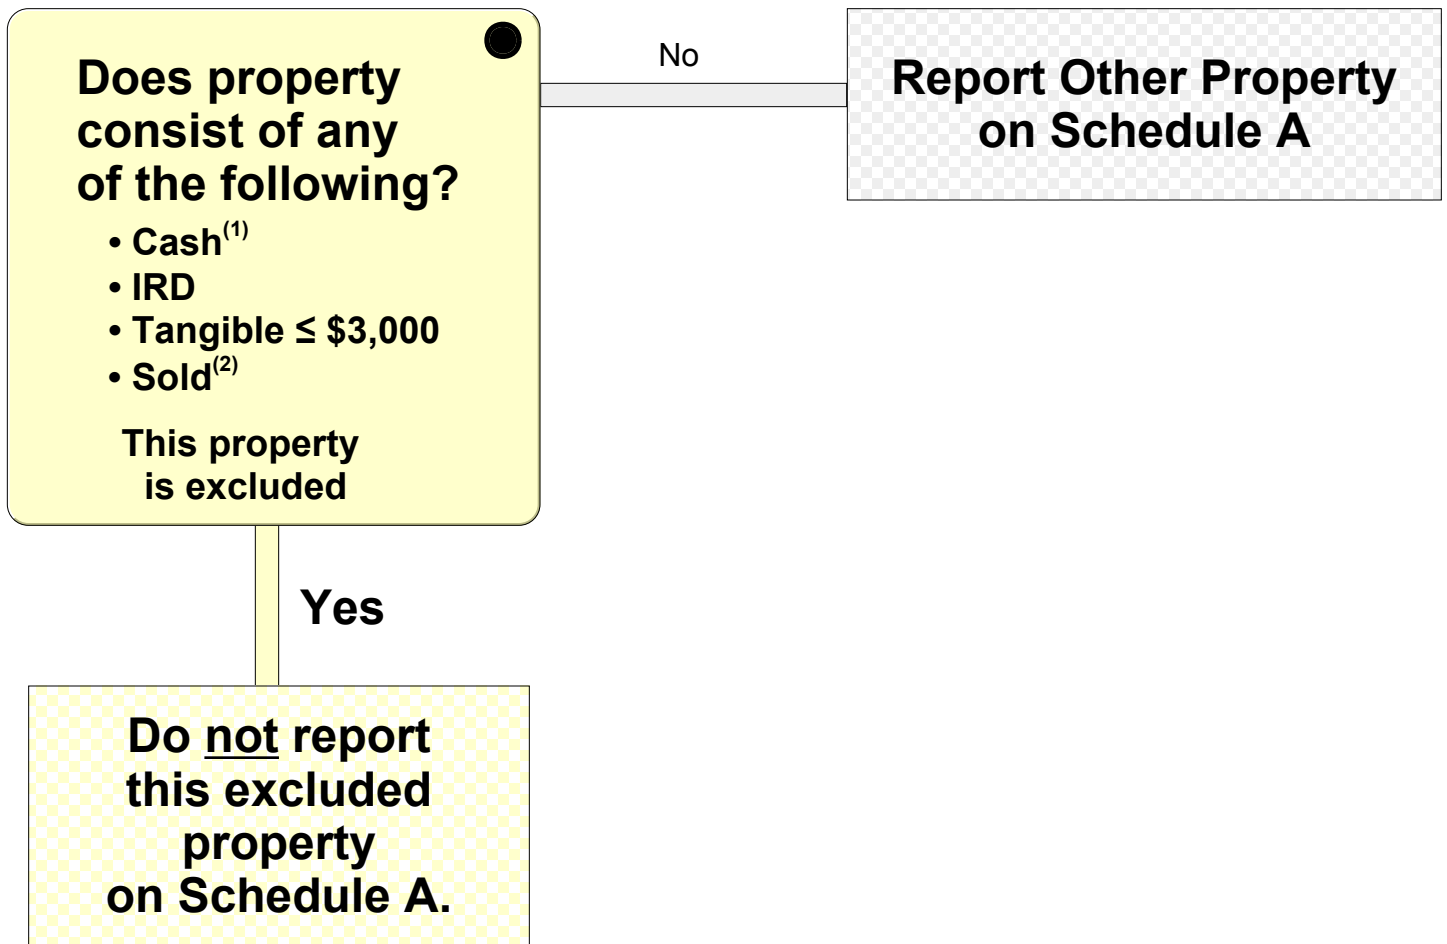 Does property
consist of any
of the following?
• Cash(1)
• IRD
• Tangible ≤ $3,000
• Sold(2)
This property
is excluded
No
Report Other Property
on Schedule A
Yes
Do not report
this excluded
property
on Schedule A.